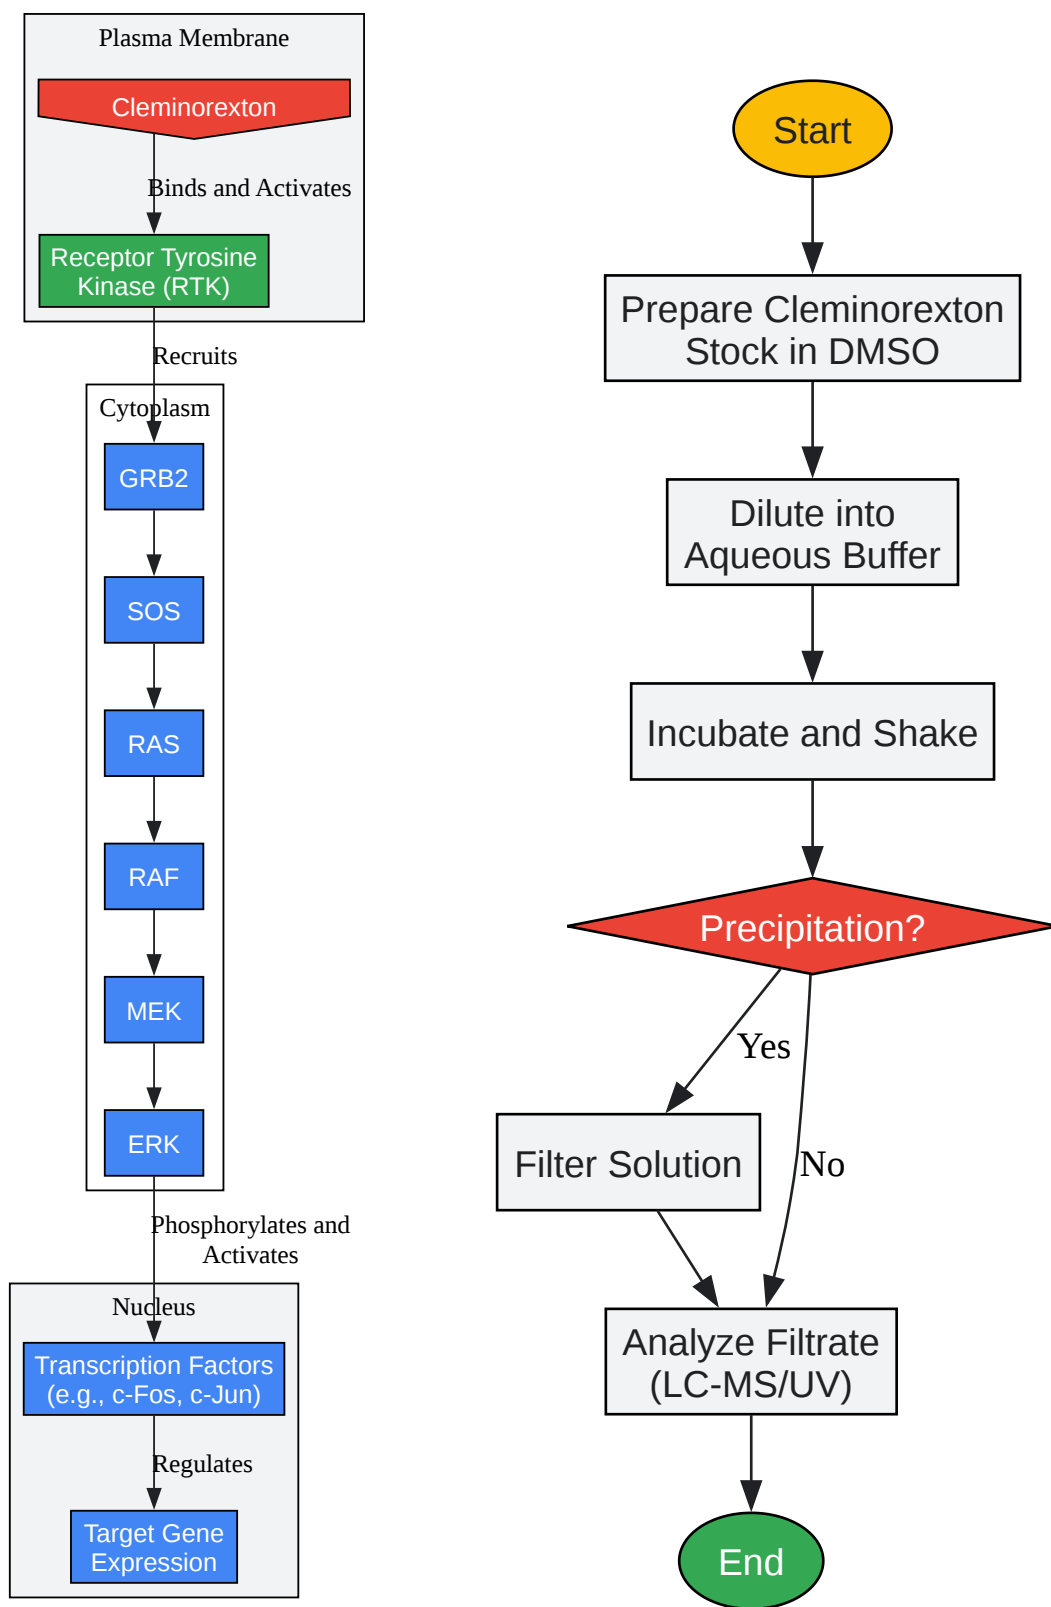 Plasma Membrane
Cleminorexton
Binds and Activates
Receptor Tyrosine
Kinase (RTK)
Recruits
Cytoplasm
GRB2
SOS
RAS
RAF
MEK
ERK
Phosphorylates and
Activates
Nucleus
Transcription Factors
(e.g., c-Fos, c-Jun)
Regulates
Target Gene
Expression
Start
Prepare Cleminorexton
Stock in DMSO
Dilute into
Aqueous Buffer
Incubate and Shake
Precipitation?
Yes
No
Filter Solution
Analyze Filtrate
(LC-MS/UV)
End